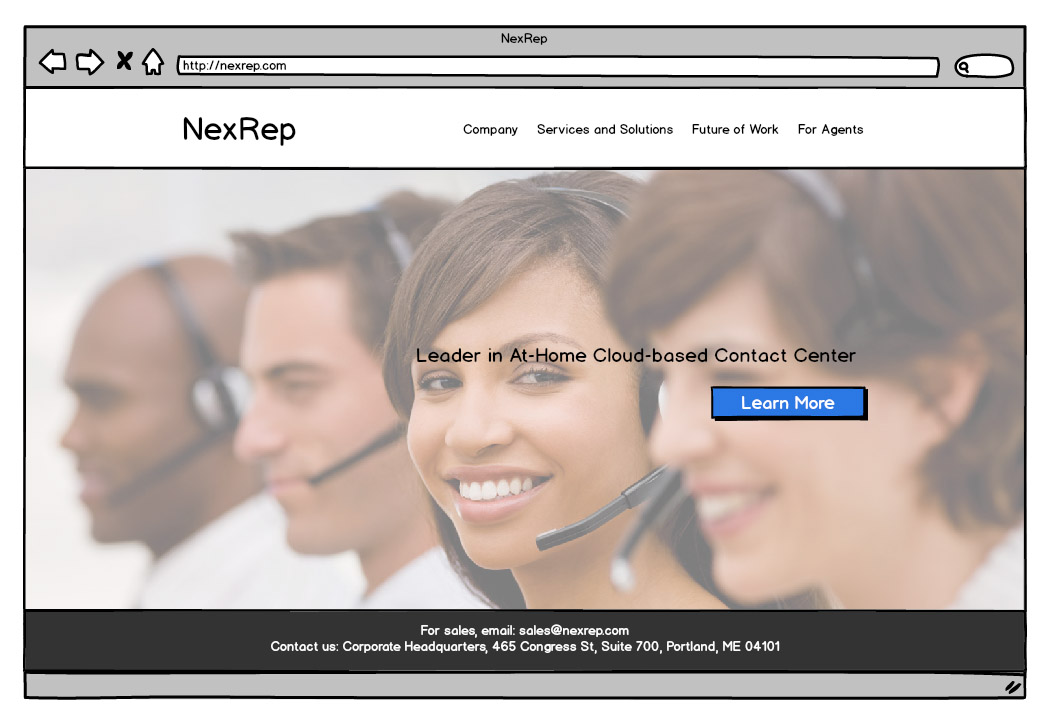 NexRep
http://nexrep.com
NexRep
Company Services and Solutions Future of Work For Agents
Leader in At-Home Cloud-based Contact Center
Learn More
For sales, email: sales@nexrep.com
Contact us: Corporate Headquarters, 465 Congress St, Suite 700, Portland, ME 04101